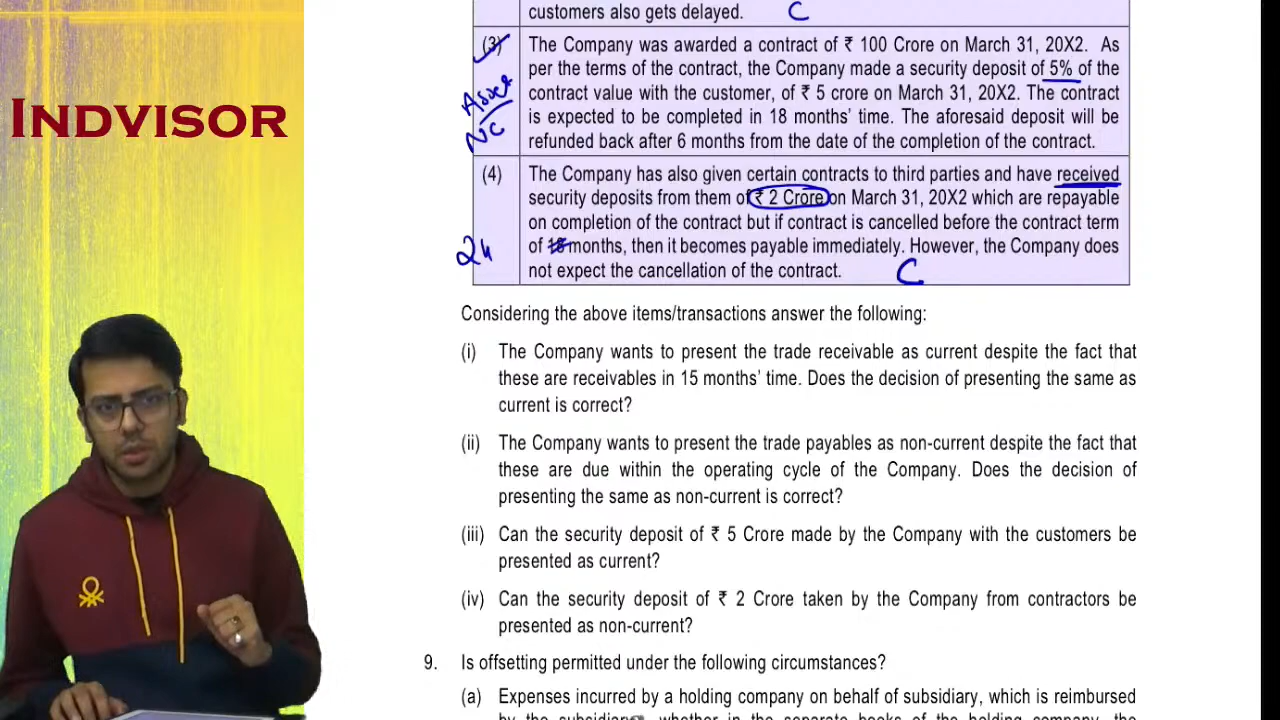 INDVISOR
customers also gets delayed. C
(3) The Company was awarded a contract of ₹ 100 Crore on March 31, 20X2. As
per the terms of the contract, the Company made a security deposit of 5% of the
Asset contract value with the customer, of ₹ 5 crore on March 31, 20X2. The contract
NC is expected to be completed in 18 months' time. The aforesaid deposit will be
refunded back after 6 months from the date of the completion of the contract.
(4) The Company has also given certain contracts to third parties and have received
security deposits from them of ₹ 2 Crore on March 31, 20X2 which are repayable
on completion of the contract but if contract is cancelled before the contract term
24 of months, then it becomes payable immediately. However, the Company does
not expect the cancellation of the contract. C
Considering the above items/transactions answer the following:
(i) The Company wants to present the trade receivable as current despite the fact that
these are receivables in 15 months' time. Does the decision of presenting the same as
current is correct?
(ii) The Company wants to present the trade payables as non-current despite the fact that
these are due within the operating cycle of the Company. Does the decision of
presenting the same as non-current is correct?
(iii) Can the security deposit of ₹ 5 Crore made by the Company with the customers be
presented as current?
(iv) Can the security deposit of ₹ 2 Crore taken by the Company from contractors be
presented as non-current?
9. Is offsetting permitted under the following circumstances?
(a) Expenses incurred by a holding company on behalf of subsidiary, which is reimbursed
by the subsidiary whether in the separate books of the holding company, the